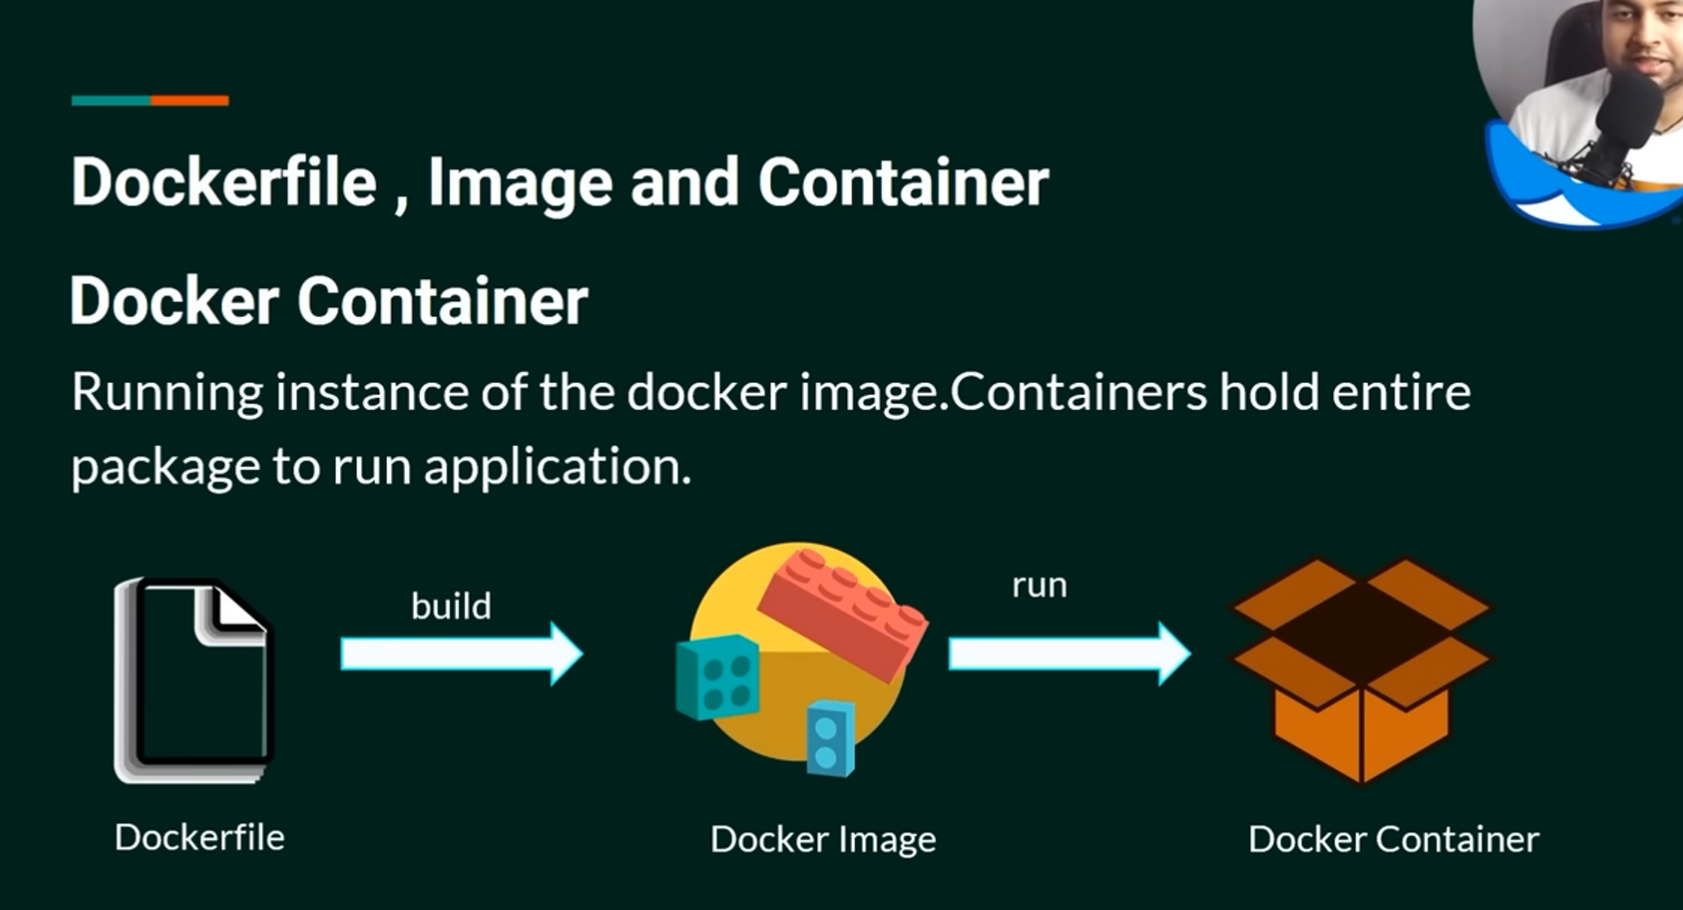 Dockerfile , Image and Container
Docker Container
Running instance of the docker image.Containers hold entire
package to run application.
build
run
Dockerfile
Docker Image
Docker Container